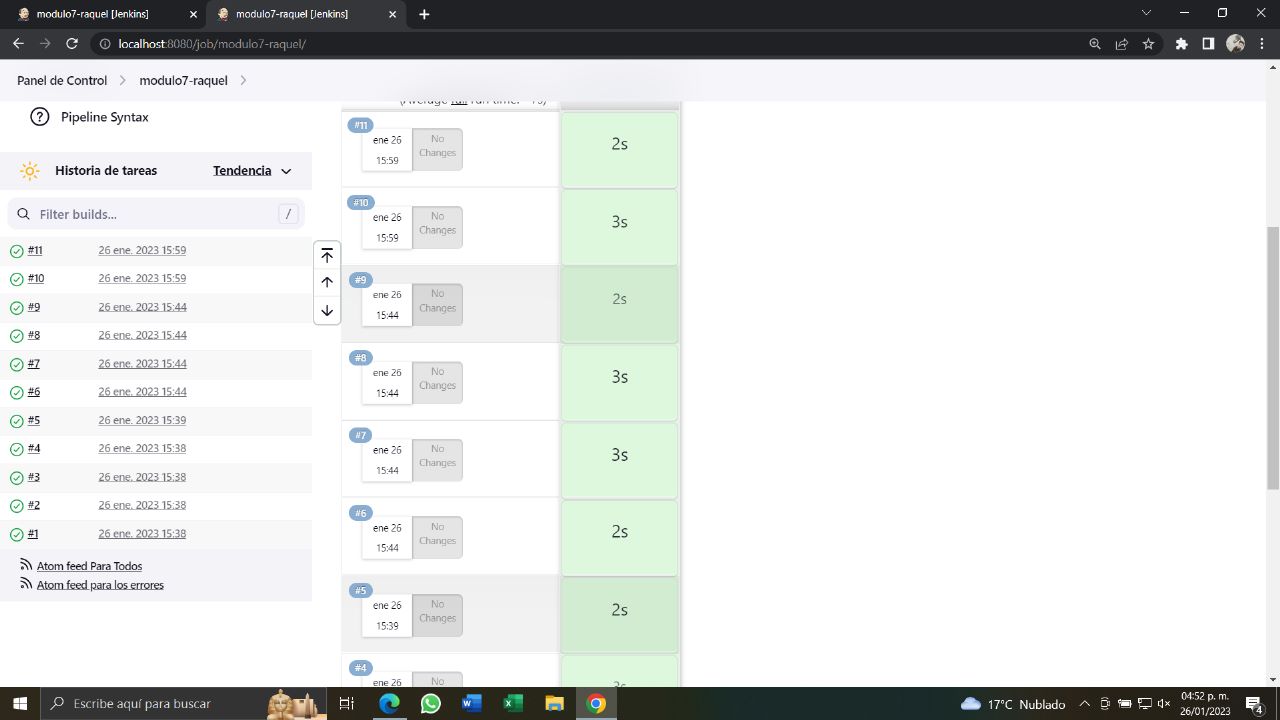 modulo7-raquel [Jenkins]
modulo7-raquel [Jenkins]
localhost:8080/job/modulo7-raquel/
Panel de Control
modulo7-raquel
Pipeline Syntax
Historia de tareas
Tendencia
Filter builds...
/
#11 26 ene. 2023 15:59
#10 26 ene. 2023 15:59
#9 26 ene. 2023 15:44
#8 26 ene. 2023 15:44
#7 26 ene. 2023 15:44
#6 26 ene. 2023 15:44
#5 26 ene. 2023 15:39
#4 26 ene. 2023 15:38
#3 26 ene. 2023 15:38
#2 26 ene. 2023 15:38
#1 26 ene. 2023 15:38
Atom feed Para Todos
Atom feed para los errores
(Average full run time:
#11
ene 26
15:59
No
Changes
2s
#10
ene 26
15:59
No
Changes
3s
#9
ene 26
15:44
No
Changes
2s
#8
ene 26
15:44
No
Changes
3s
#7
ene 26
15:44
No
Changes
3s
#6
ene 26
15:44
No
Changes
2s
#5
ene 26
15:39
No
Changes
2s
#4
ene 26
No
Escribe aquí para buscar
17°C Nublado
04:52 p. m.
26/01/2023
4